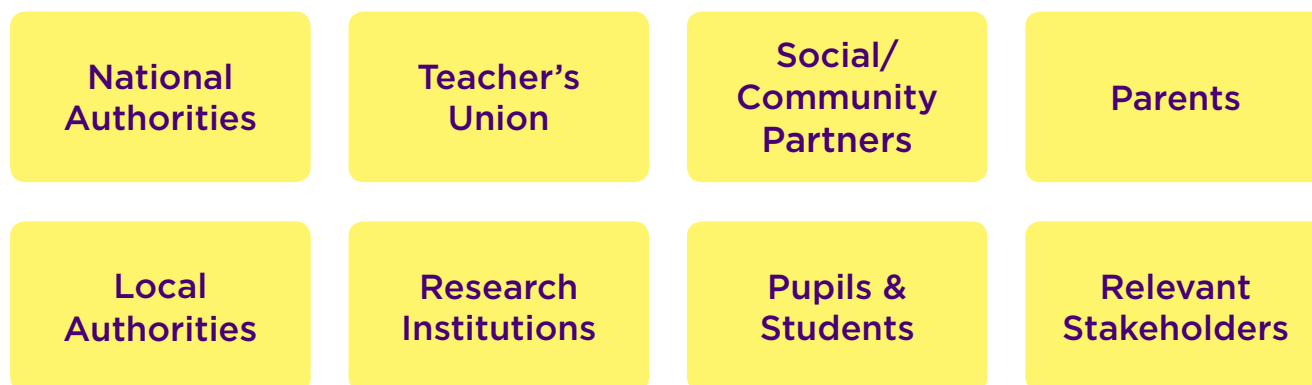 National
Authorities
Teacher’s
Union
Social/
Community
Partners
Parents
Local
Authorities
Research
Institutions
Pupils &
Students
Relevant
Stakeholders